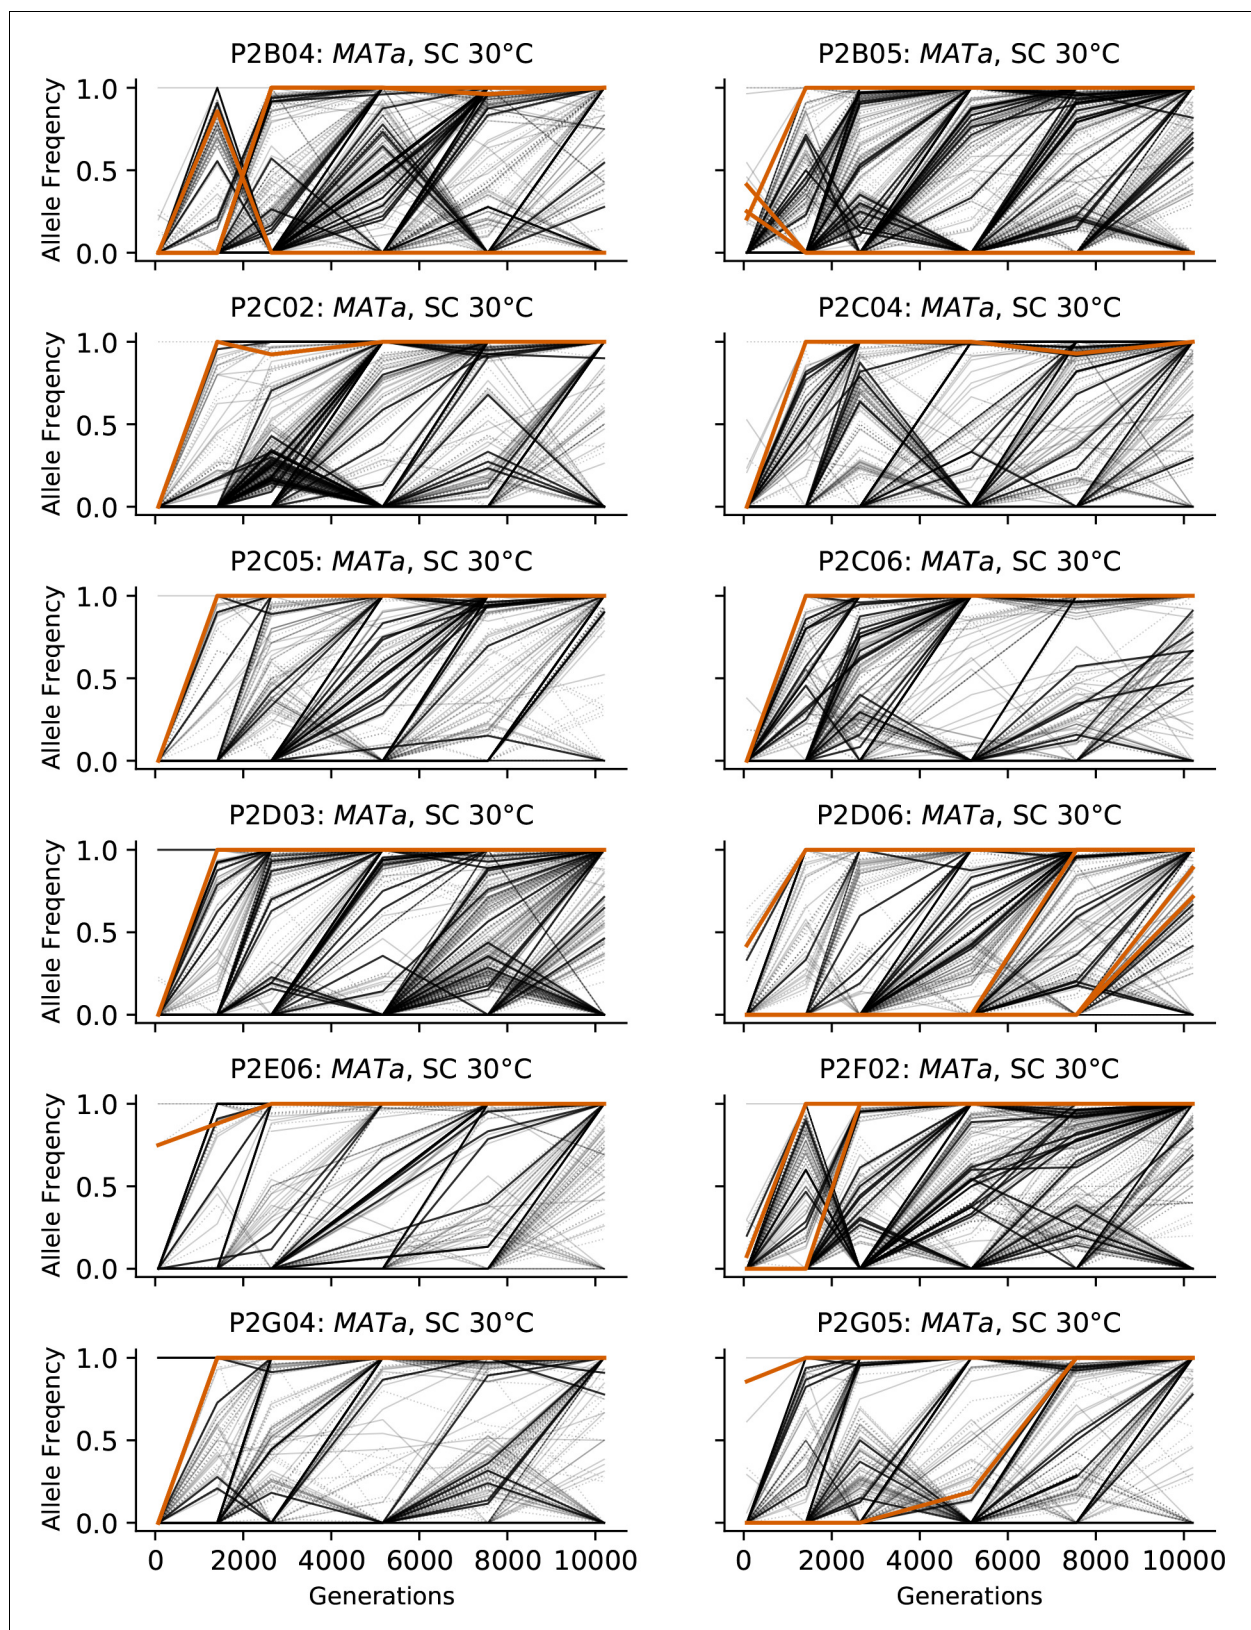 P2B04: MATa, SC 30°C
P2B05: MATa, SC 30°C
Allele Freqency
1.0
0.5
0.0
P2C02: MATa, SC 30°C
P2C04: MATa, SC 30°C
Allele Freqency
1.0
0.5
0.0
P2C05: MATa, SC 30°C
P2C06: MATa, SC 30°C
Allele Freqency
1.0
0.5
0.0
P2D03: MATa, SC 30°C
P2D06: MATa, SC 30°C
Allele Freqency
1.0
0.5
0.0
P2E06: MATa, SC 30°C
P2F02: MATa, SC 30°C
Allele Freqency
1.0
0.5
0.0
P2G04: MATa, SC 30°C
P2G05: MATa, SC 30°C
Allele Freqency
1.0
0.5
0.0
0 2000 4000 6000 8000 10000
0 2000 4000 6000 8000 10000
Generations
Generations